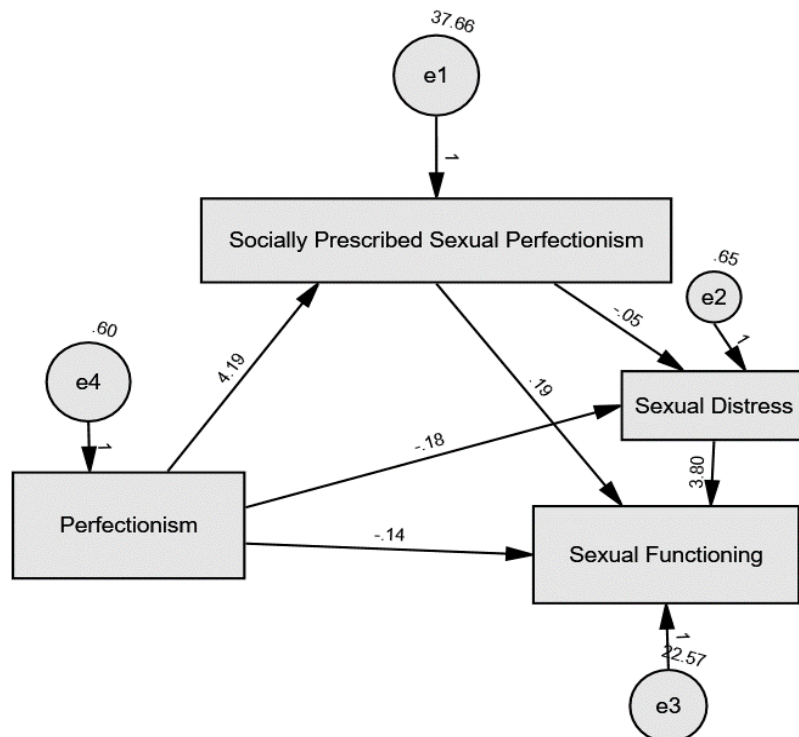 37.66
e1
1
Socially Prescribed Sexual Perfectionism
.65
e2
1
-.05
.60
e4
1
4.19
.19
Sexual Distress
-.18
3.80
Perfectionism
-.14
Sexual Functioning
1
22.57
e3